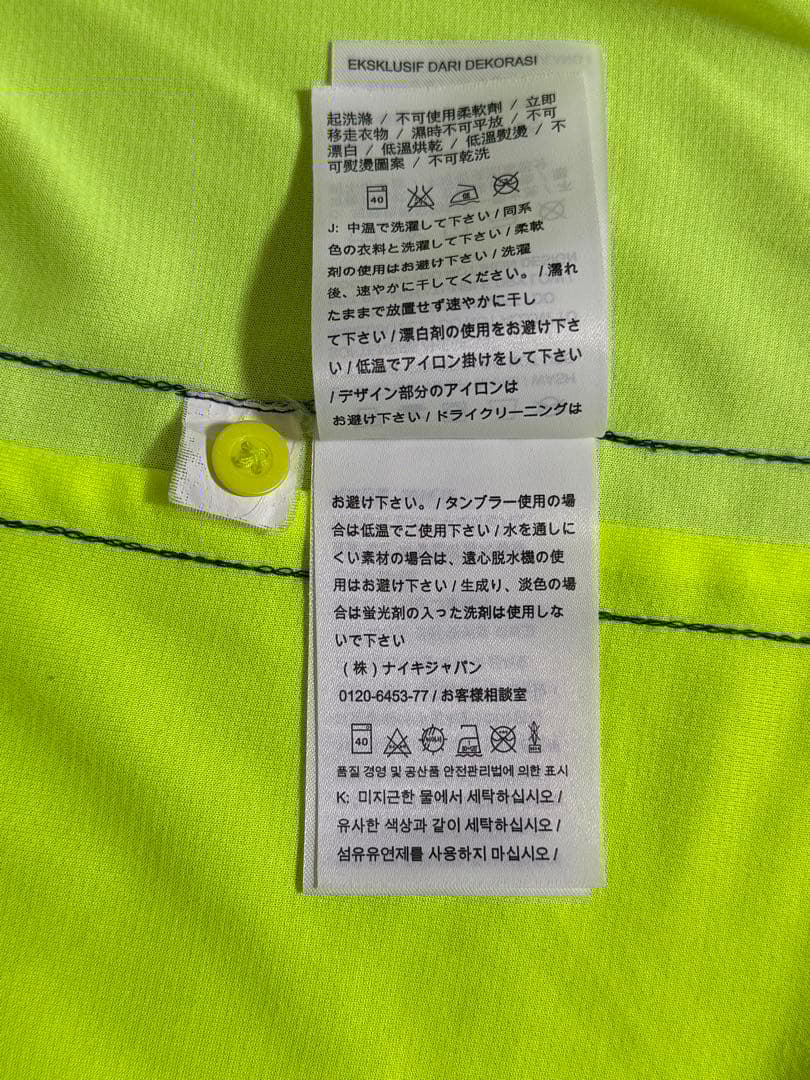 EKSKLUSIF DARI DEKORASI
起洗滌 / 不可使用柔軟劑 / 立即
移走衣物 / 濕時不可平放 / 不可
漂白 / 低溫烘乾 / 低溫熨燙 / 不
可熨燙圖案 / 不可乾洗
40 低
J: 中温で洗濯して下さい / 同系
色の衣料と洗濯して下さい / 柔軟
剤の使用はお避け下さい / 洗濯
後、速やかに干してください。 / 濡れ
たままで放置せず速やかに干し
て下さい / 漂白剤の使用をお避け下さ
い / 低温でアイロン掛けをして下さい
/ デザイン部分のアイロンは
お避け下さい / ドライクリーニングは
お避け下さい。 / タンブラー使用の場
合は低温でご使用下さい / 水を通しに
くい素材の場合は、遠心脱水機の使
用はお避け下さい / 生成り、淡色の場
合は蛍光剤の入った洗剤は使用しな
いで下さい
（株）ナイキジャパン
0120-6453-77 / お客様相談室
40
품질 경영 및 공산품 안전관리법에 의한 표시
K: 미지근한 물에서 세탁하십시오 /
유사한 색상과 같이 세탁하십시오 /
섬유유연제를 사용하지 마십시오 /